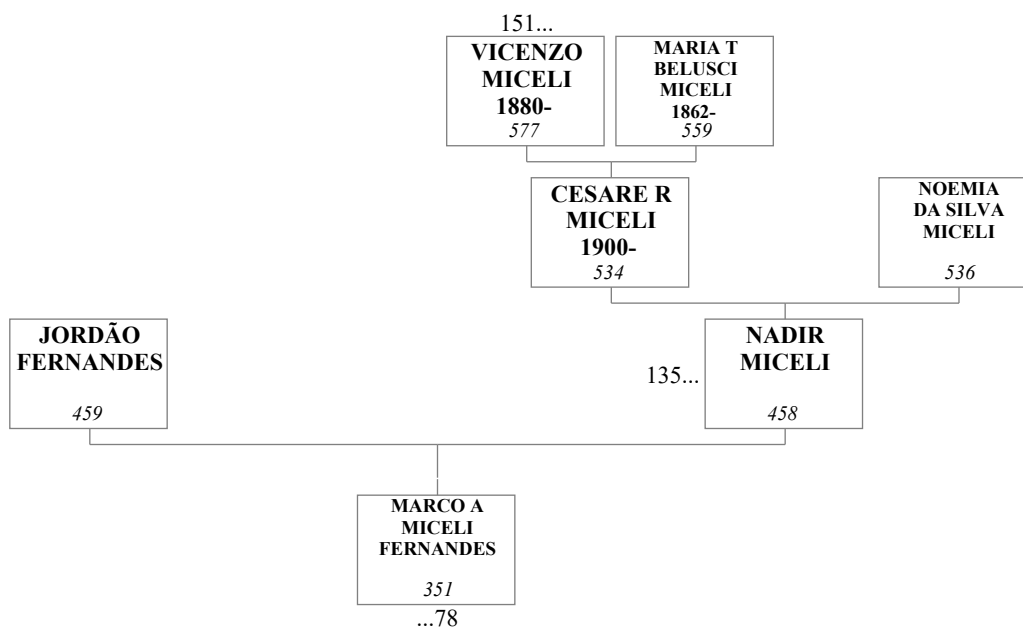 151...
VICENZO
MICELI
1880-
577
MARIA T
BELUSCI
MICELI
1862-
559
CESARE R
MICELI
1900-
534
NOEMIA
DA SILVA
MICELI
536
JORDÃO
FERNANDES
459
135...
NADIR
MICELI
458
MARCO A
MICELI
FERNANDES
351
...78